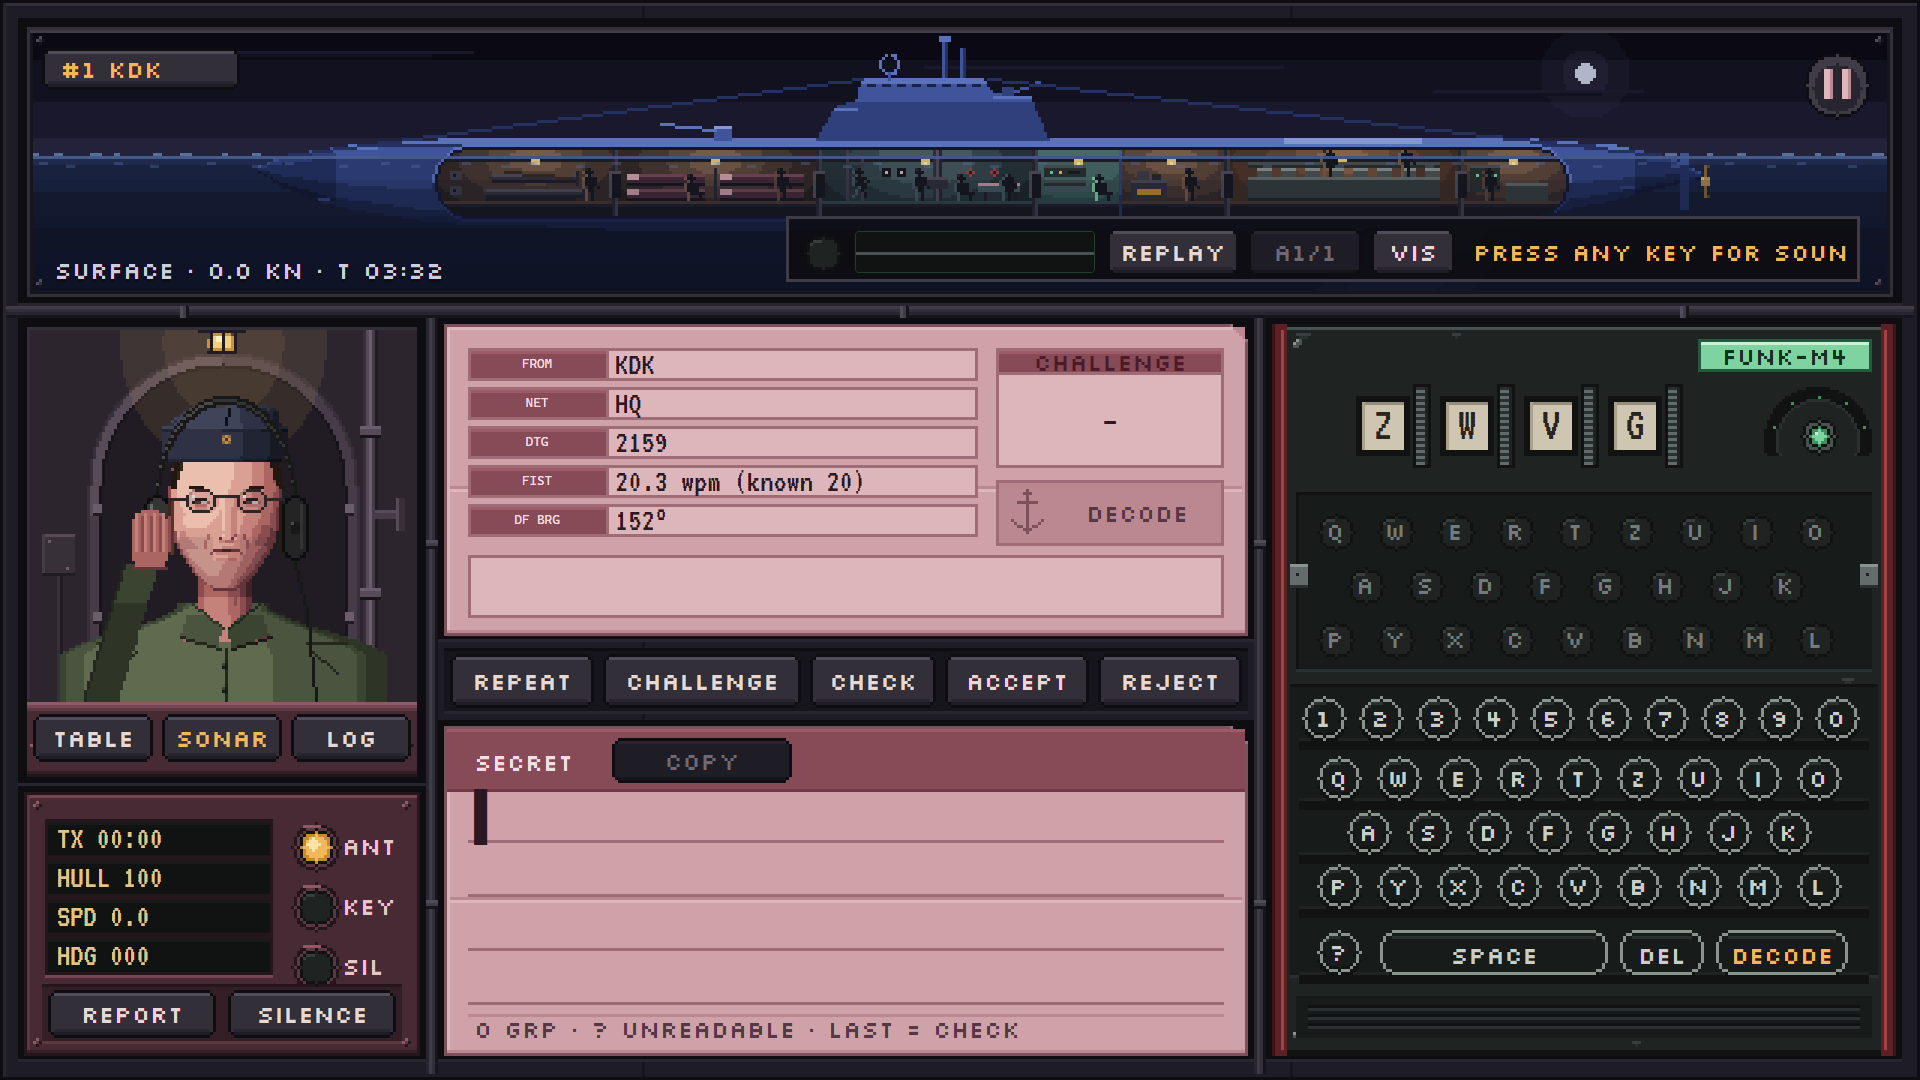 #1 KDK
SURFACE · 0.0 KN · T 03:32
REPLAY A1/1 VIS PRESS ANY KEY FOR SOUN
FROM KDK
NET HQ
DTG 2159
FIST 20.3 wpm (known 20)
DF BRG 152°
CHALLENGE
–
DECODE
FUNK-M4
Z W V G
Q W E R T Z U I O
A S D F G H J K
P Y X C V B N M L
REPEAT CHALLENGE CHECK ACCEPT REJECT
TABLE SONAR LOG
SECRET COPY
0 GRP · ? UNREADABLE · LAST = CHECK
TX 00:00
HULL 100
SPD 0.0
HDG 000
ANT
KEY
SIL
REPORT SILENCE
1 2 3 4 5 6 7 8 9 0
Q W E R T Z U I O
A S D F G H J K
P Y X C V B N M L
? SPACE DEL DECODE